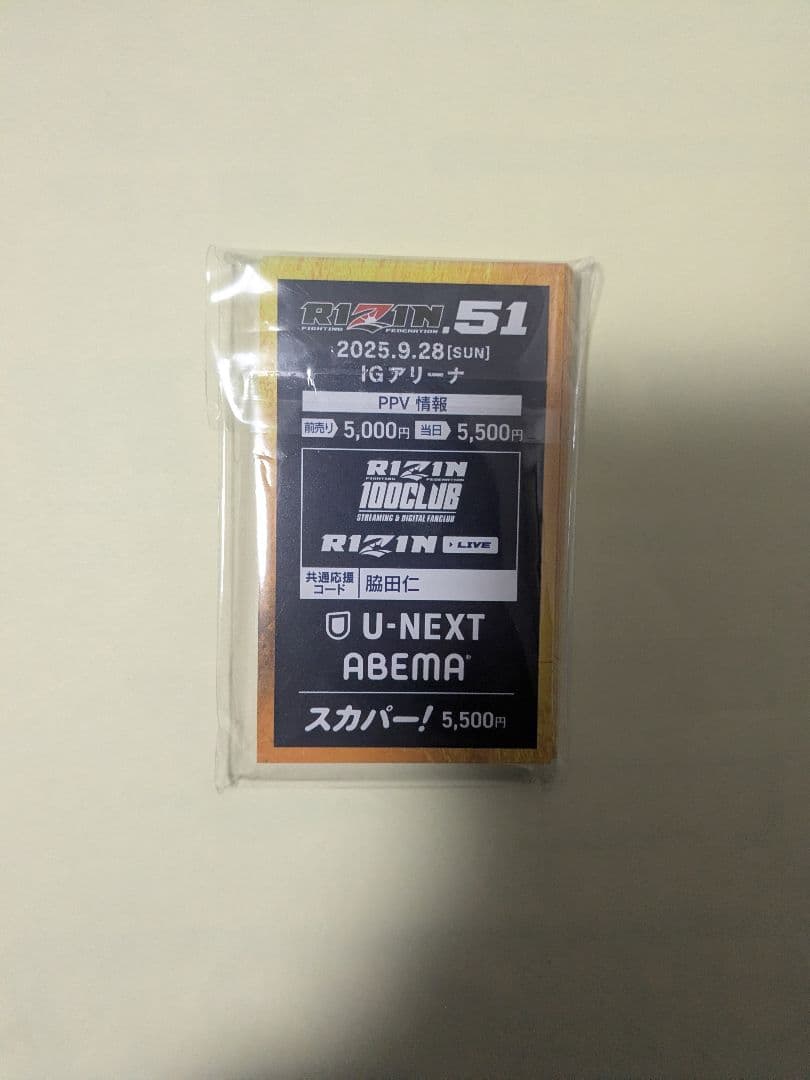 RIZIN.51
FIGHTING FEDERATION
2025.9.28[SUN]
IGアリーナ
PPV 情報
前売り 5,000円 当日 5,500円
RIZIN
FIGHTING FEDERATION
100CLUB
STREAMING & DIGITAL FANCLUB
RIZIN LIVE
共通応援コード 脇田仁
U-NEXT
ABEMA
スカパー! 5,500円